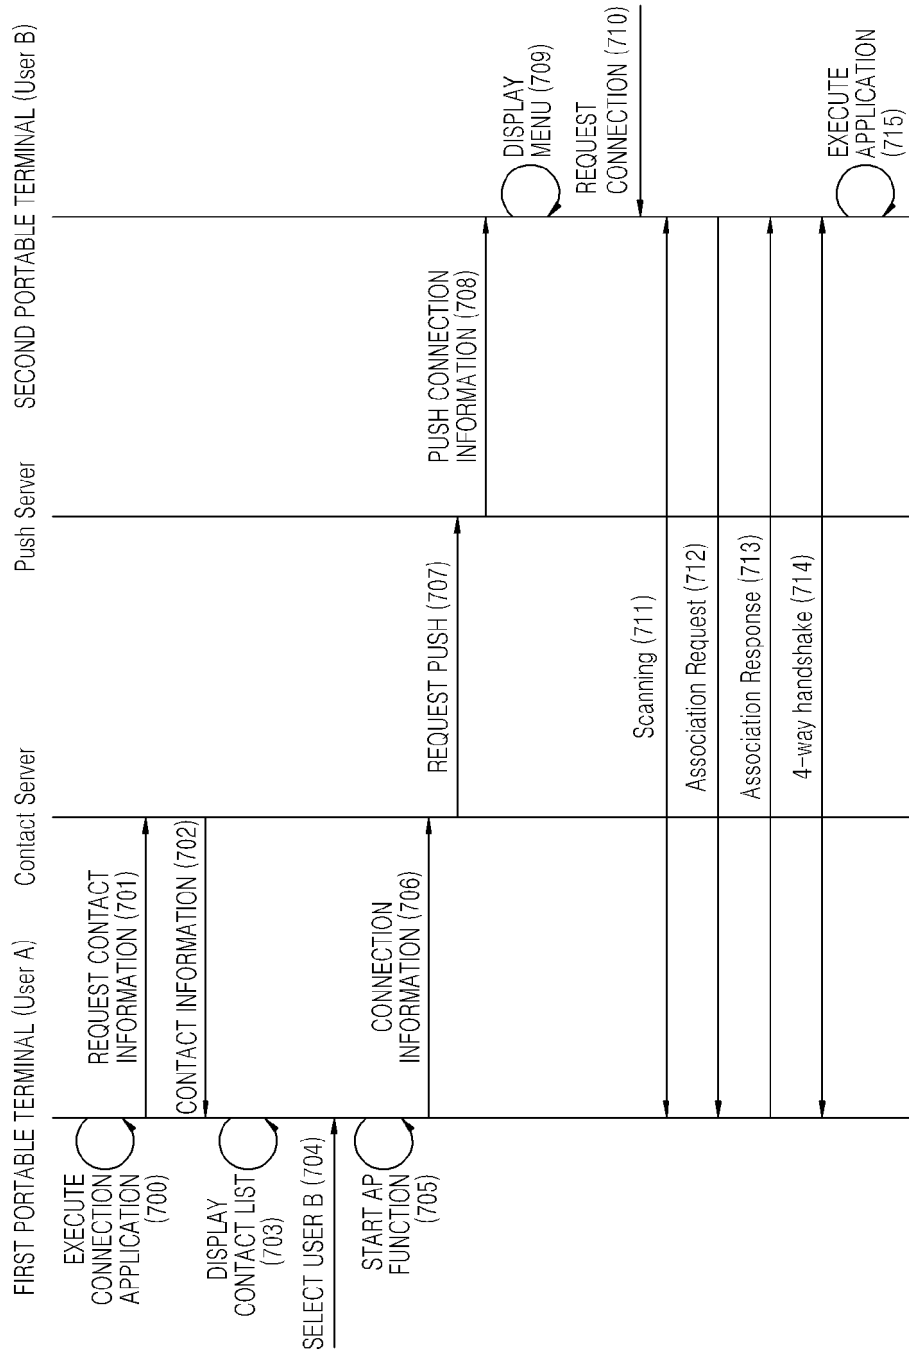 FIRST PORTABLE TERMINAL (User A)
Contact Server
Push Server
SECOND PORTABLE TERMINAL (User B)
EXECUTE
CONNECTION
APPLICATION
(700)
REQUEST CONTACT
INFORMATION (701)
CONTACT INFORMATION (702)
DISPLAY
CONTACT LIST
(703)
SELECT USER B (704)
START AP
FUNCTION
(705)
CONNECTION
INFORMATION (706)
REQUEST PUSH (707)
PUSH CONNECTION
INFORMATION (708)
DISPLAY
MENU (709)
REQUEST
CONNECTION (710)
Scanning (711)
Association Request (712)
Association Response (713)
4-way handshake (714)
EXECUTE
APPLICATION
(715)